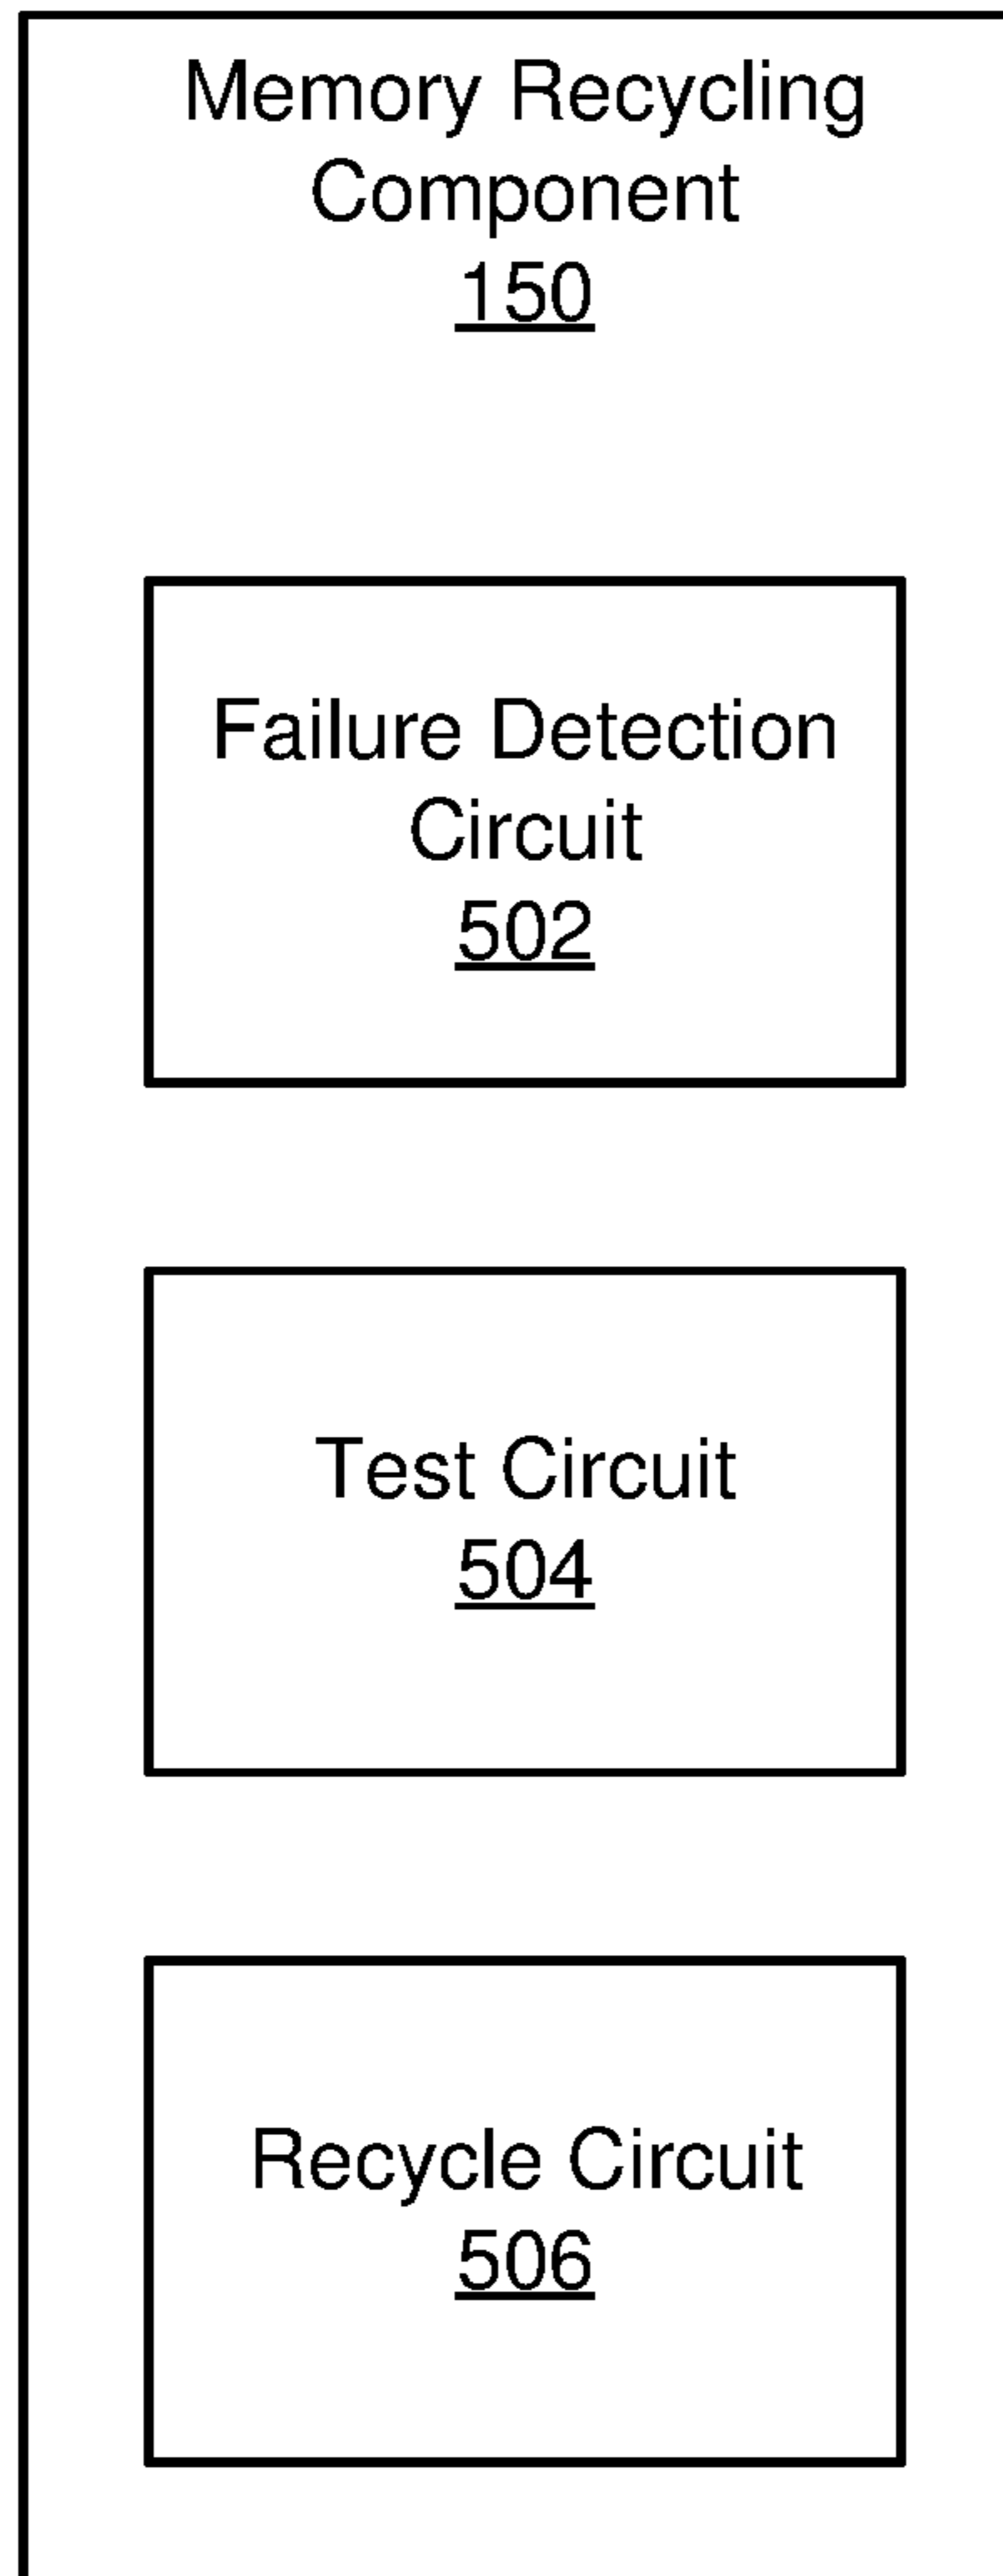 Memory Recycling
Component
150
Failure Detection
Circuit
502
Test Circuit
504
Recycle Circuit
506